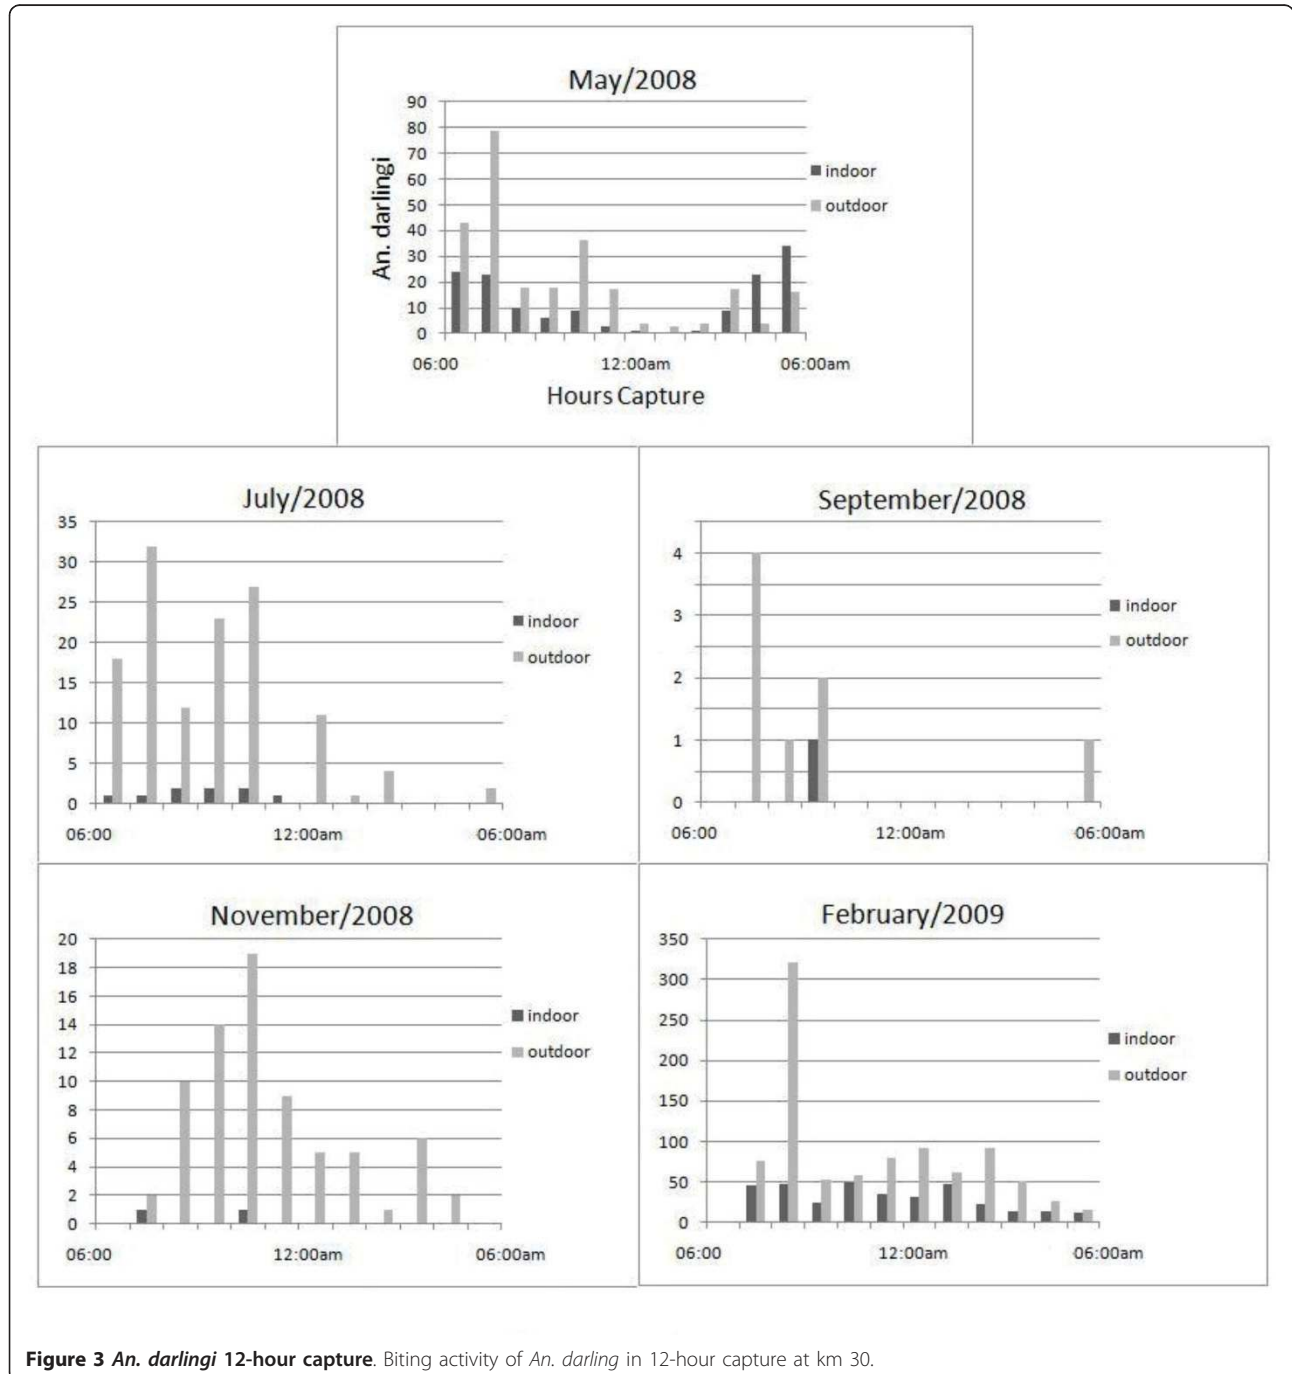 May/2008
90
80
70
60
50
40
30
20
10
0
An. darlingi
indoor
outdoor
06:00 12:00am 06:00am
Hours Capture
July/2008
35
30
25
20
15
10
5
0
indoor
outdoor
06:00 12:00am 06:00am
September/2008
4
3
2
1
0
indoor
outdoor
06:00 12:00am 06:00am
November/2008
20
18
16
14
12
10
8
6
4
2
0
indoor
outdoor
06:00 12:00am 06:00am
February/2009
350
300
250
200
150
100
50
0
indoor
outdoor
06:00 12:00am 06:00am
Figure 3 An. darlingi 12-hour capture. Biting activity of An. darling in 12-hour capture at km 30.